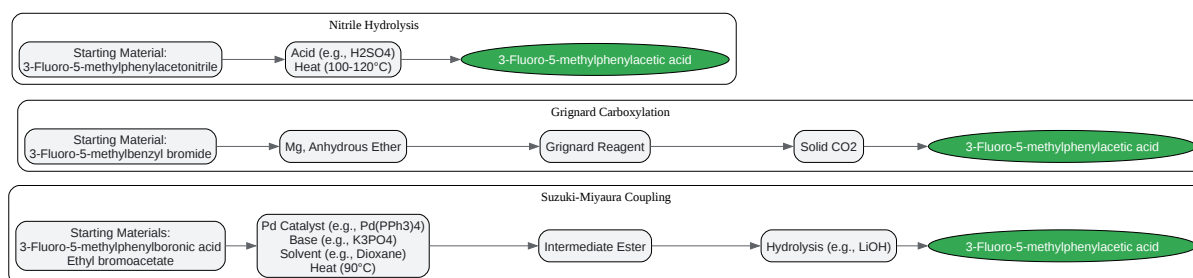 Nitrile Hydrolysis
Starting Material:
3-Fluoro-5-methylphenylacetonitrile
Acid (e.g., H2SO4)
Heat (100-120°C)
3-Fluoro-5-methylphenylacetic acid
Grignard Carboxylation
Starting Material:
3-Fluoro-5-methylbenzyl bromide
Mg, Anhydrous Ether
Grignard Reagent
Solid CO2
3-Fluoro-5-methylphenylacetic acid
Suzuki-Miyaura Coupling
Starting Materials:
3-Fluoro-5-methylphenylboronic acid
Ethyl bromoacetate
Pd Catalyst (e.g., Pd(PPh3)4)
Base (e.g., K3PO4)
Solvent (e.g., Dioxane)
Heat (90°C)
Intermediate Ester
Hydrolysis (e.g., LiOH)
3-Fluoro-5-methylphenylacetic acid